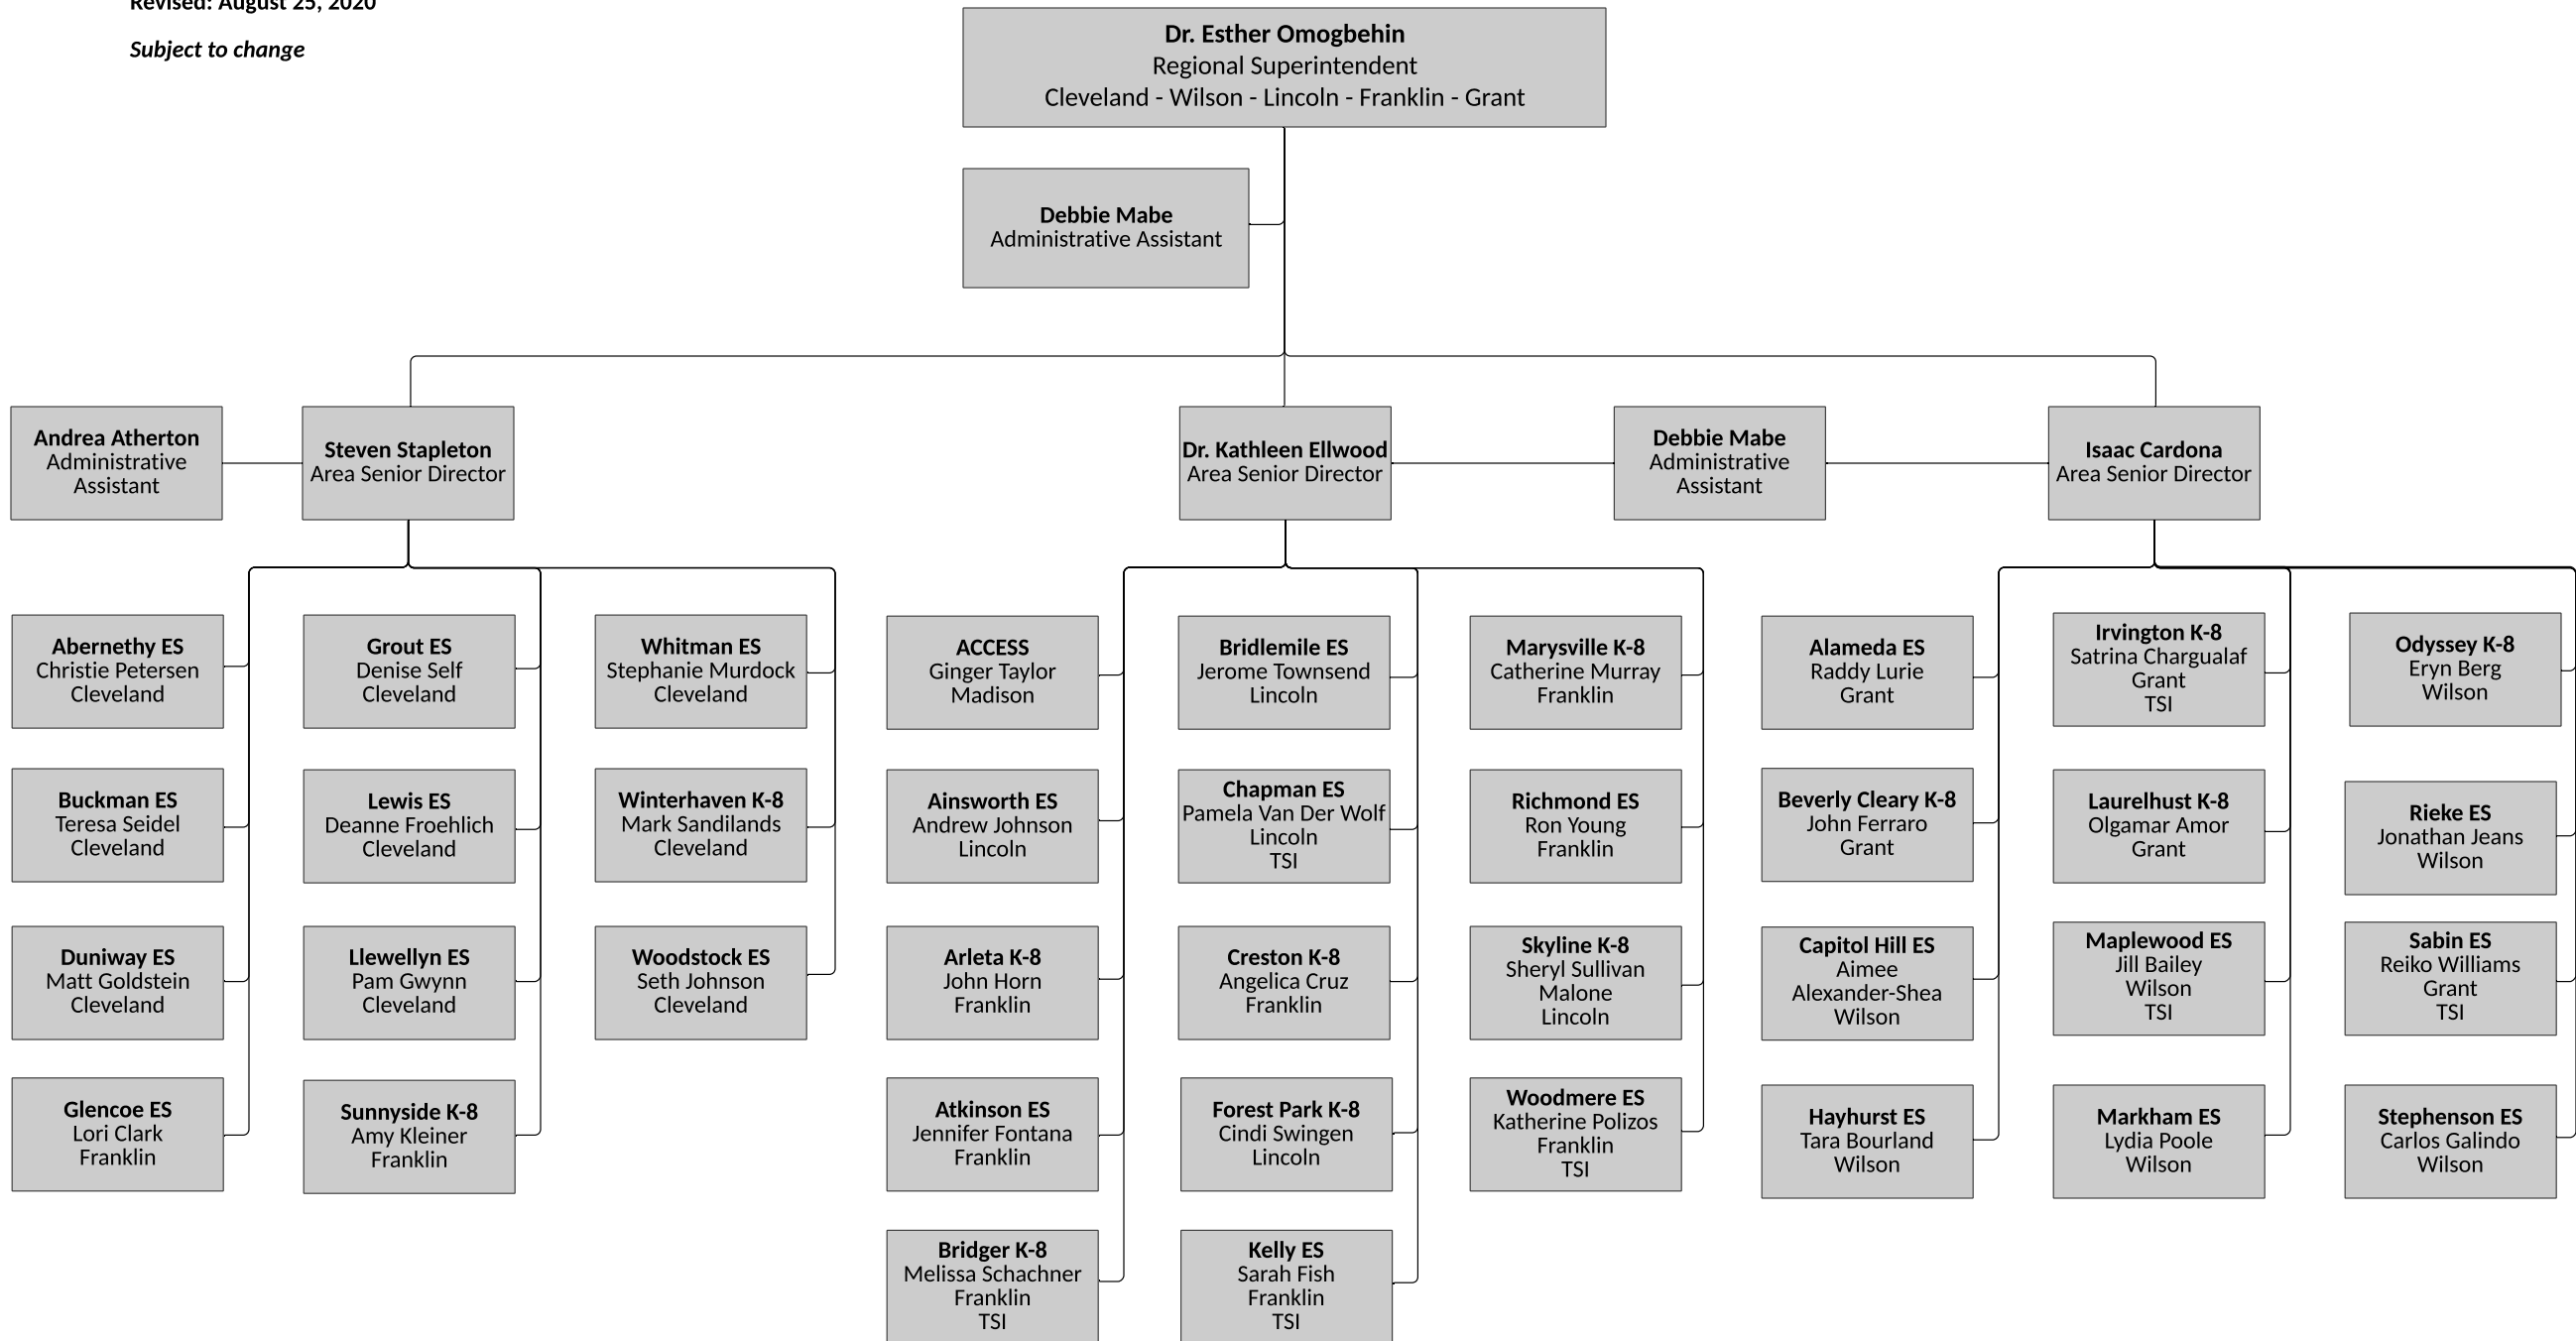 Revised: August 25, 2020
Subject to change
Dr. Esther Omogbehin
Regional Superintendent
Cleveland - Wilson - Lincoln - Franklin - Grant
Debbie Mabe
Administrative Assistant
Andrea Atherton
Administrative
Assistant
Steven Stapleton
Area Senior Director
Dr. Kathleen Ellwood
Area Senior Director
Debbie Mabe
Administrative
Assistant
Isaac Cardona
Area Senior Director
Abernethy ES
Christie Petersen
Cleveland
Grout ES
Denise Self
Cleveland
Whitman ES
Stephanie Murdock
Cleveland
ACCESS
Ginger Taylor
Madison
Bridlemile ES
Jerome Townsend
Lincoln
Marysville K-8
Catherine Murray
Franklin
Alameda ES
Raddy Lurie
Grant
Irvington K-8
Satrina Chargualaf
Grant
TSI
Odyssey K-8
Eryn Berg
Wilson
Buckman ES
Teresa Seidel
Cleveland
Lewis ES
Deanne Froehlich
Cleveland
Winterhaven K-8
Mark Sandilands
Cleveland
Ainsworth ES
Andrew Johnson
Lincoln
Chapman ES
Pamela Van Der Wolf
Lincoln
TSI
Richmond ES
Ron Young
Franklin
Beverly Cleary K-8
John Ferraro
Grant
Laurelhust K-8
Olgamar Amor
Grant
Rieke ES
Jonathan Jeans
Wilson
Duniway ES
Matt Goldstein
Cleveland
Llewellyn ES
Pam Gwynn
Cleveland
Woodstock ES
Seth Johnson
Cleveland
Arleta K-8
John Horn
Franklin
Creston K-8
Angelica Cruz
Franklin
Skyline K-8
Sheryl Sullivan
Malone
Lincoln
Capitol Hill ES
Aimee
Alexander-Shea
Wilson
Maplewood ES
Jill Bailey
Wilson
TSI
Sabin ES
Reiko Williams
Grant
TSI
Glencoe ES
Lori Clark
Franklin
Sunnyside K-8
Amy Kleiner
Franklin
Atkinson ES
Jennifer Fontana
Franklin
Forest Park K-8
Cindi Swingen
Lincoln
Woodmere ES
Katherine Polizos
Franklin
TSI
Hayhurst ES
Tara Bourland
Wilson
Markham ES
Lydia Poole
Wilson
Stephenson ES
Carlos Galindo
Wilson
Bridger K-8
Melissa Schachner
Franklin
TSI
Kelly ES
Sarah Fish
Franklin
TSI